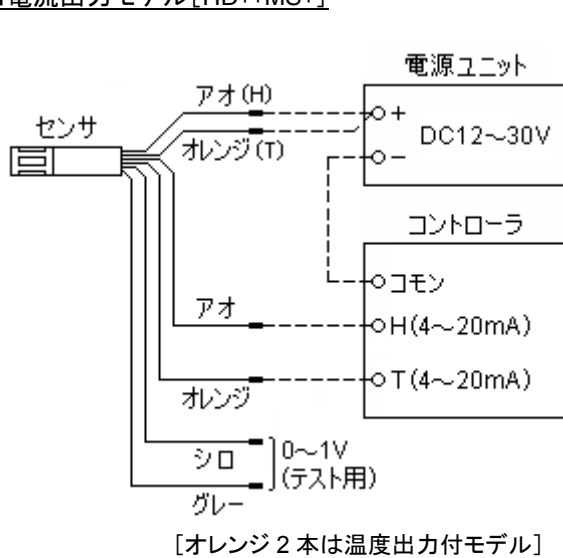 電流出力モデル[HD**MC*]
電源ユニット
アオ(H)
+
センサ
オレンジ(T)
DC12～30V
−
コントローラ
コモン
アオ
H(4～20mA)
T(4～20mA)
オレンジ
シロ
0～1V
(テスト用)
グレー
[オレンジ2本は温度出力付モデル]